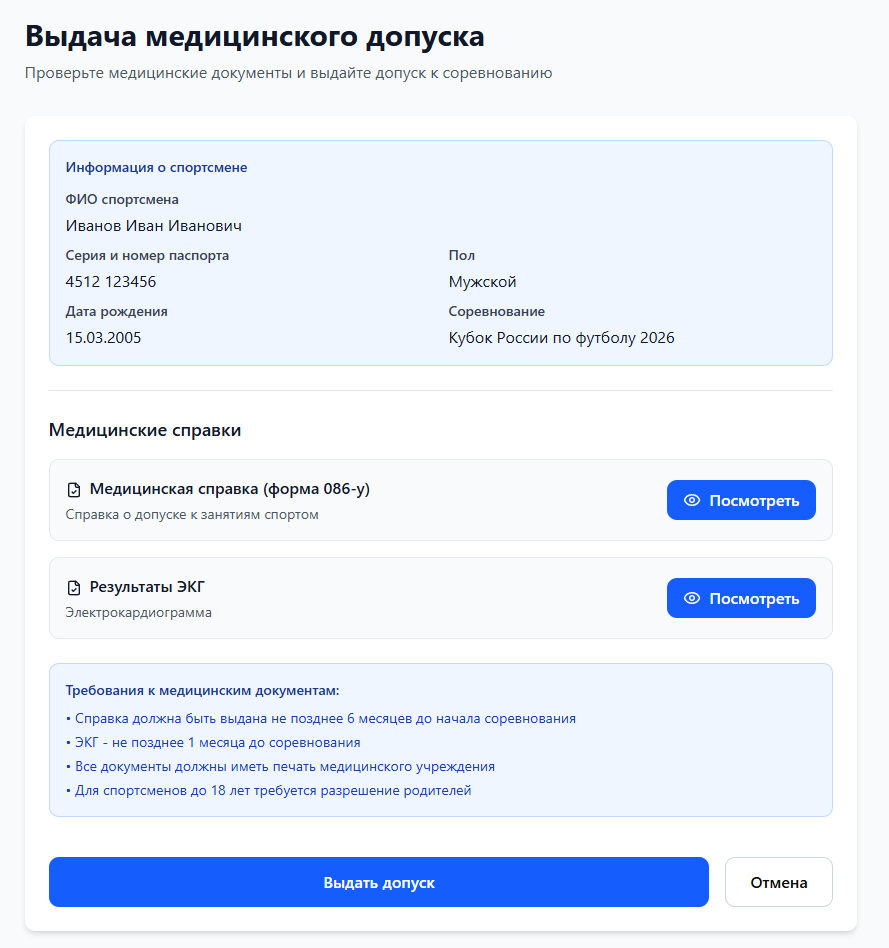 Выдача медицинского допуска
Проверьте медицинские документы и выдайте допуск к соревнованию
Информация о спортсмене
ФИО спортсмена
Иванов Иван Иванович
Серия и номер паспорта
4512 123456
Пол
Мужской
Дата рождения
15.03.2005
Соревнование
Кубок России по футболу 2026
Медицинские справки
Медицинская справка (форма 086-у)
Справка о допуске к занятиям спортом
Посмотреть
Результаты ЭКГ
Электрокардиограмма
Посмотреть
Требования к медицинским документам:
• Справка должна быть выдана не позднее 6 месяцев до начала соревнования
• ЭКГ - не позднее 1 месяца до соревнования
• Все документы должны иметь печать медицинского учреждения
• Для спортсменов до 18 лет требуется разрешение родителей
Выдать допуск
Отмена